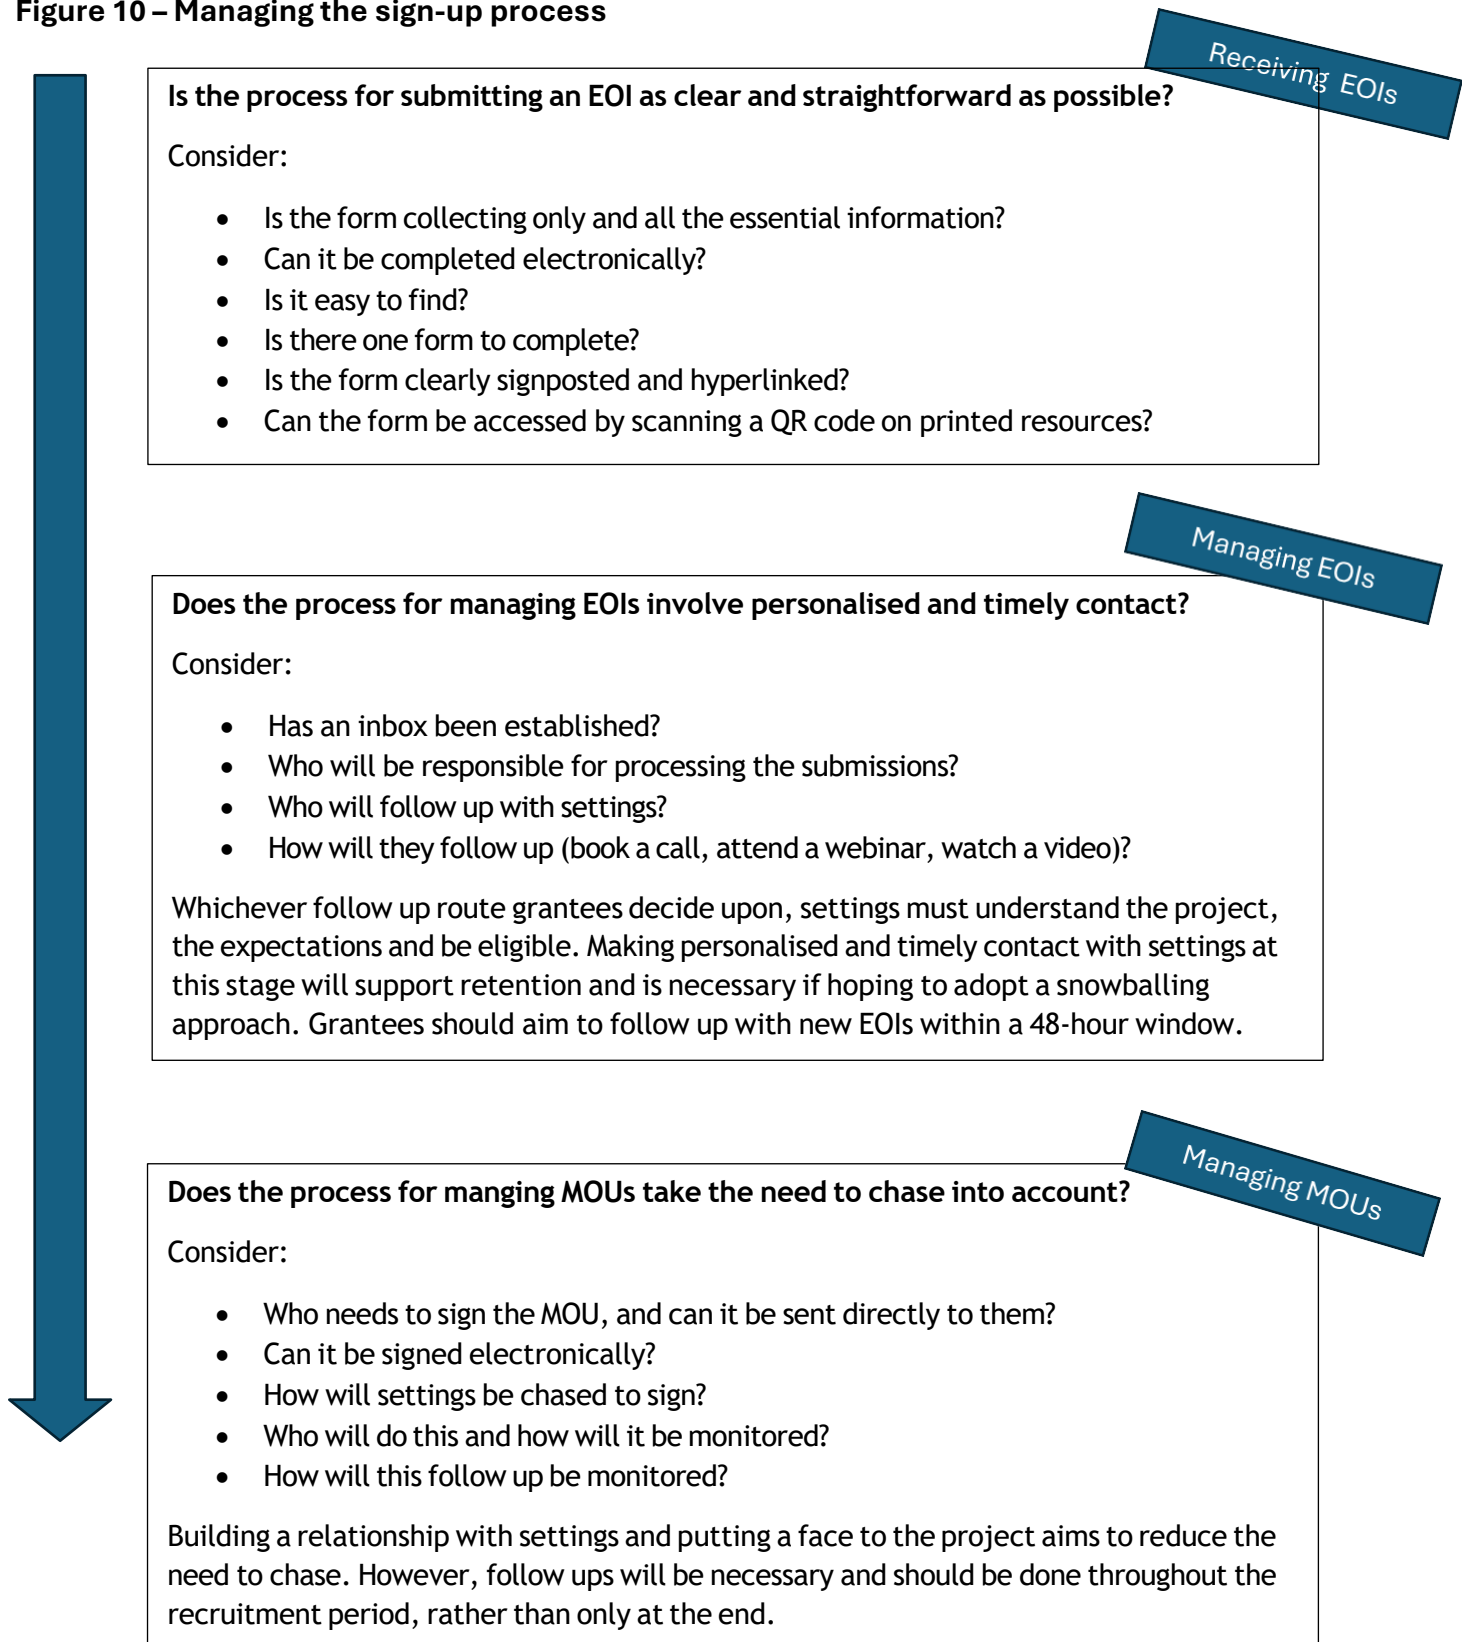 Figure 10 – Managing the sign-up process
Receiving EOIs
Is the process for submitting an EOI as clear and straightforward as possible?
Consider:
• Is the form collecting only and all the essential information?
• Can it be completed electronically?
• Is it easy to find?
• Is there one form to complete?
• Is the form clearly signposted and hyperlinked?
• Can the form be accessed by scanning a QR code on printed resources?
Managing EOIs
Does the process for managing EOIs involve personalised and timely contact?
Consider:
• Has an inbox been established?
• Who will be responsible for processing the submissions?
• Who will follow up with settings?
• How will they follow up (book a call, attend a webinar, watch a video)?
Whichever follow up route grantees decide upon, settings must understand the project,
the expectations and be eligible. Making personalised and timely contact with settings at
this stage will support retention and is necessary if hoping to adopt a snowballing
approach. Grantees should aim to follow up with new EOIs within a 48-hour window.
Managing MOUs
Does the process for manging MOUs take the need to chase into account?
Consider:
• Who needs to sign the MOU, and can it be sent directly to them?
• Can it be signed electronically?
• How will settings be chased to sign?
• Who will do this and how will it be monitored?
• How will this follow up be monitored?
Building a relationship with settings and putting a face to the project aims to reduce the
need to chase. However, follow ups will be necessary and should be done throughout the
recruitment period, rather than only at the end.